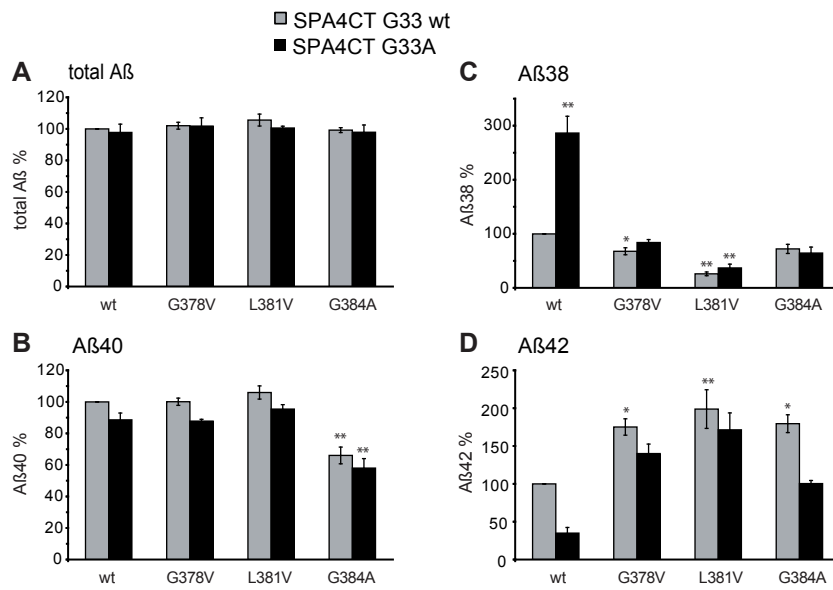 SPA4CT G33 wt
SPA4CT G33A
A total Aß
120
100
80
60
40
20
0
total Aß %
wt G378V L381V G384A
C Aß38
300
200
100
0
Aß38 %
**
*
** **
wt G378V L381V G384A
B Aß40
120
100
80
60
40
20
0
Aß40 %
** **
wt G378V L381V G384A
D Aß42
250
200
150
100
50
0
Aß42 %
*
**
*
wt G378V L381V G384A